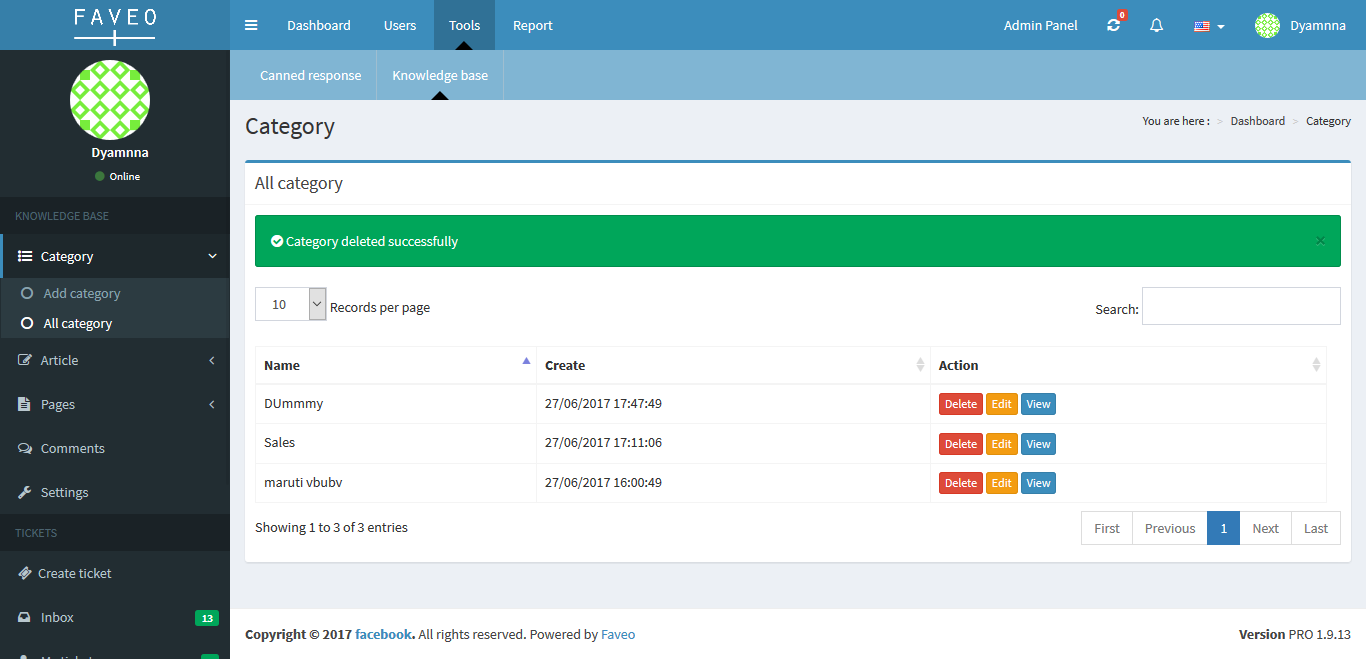 FAVEO
Dashboard Users Tools Report Admin Panel 0 Dyamnna
Canned response Knowledge base
Dyamnna
Online
KNOWLEDGE BASE
Category
Add category
All category
Article
Pages
Comments
Settings
TICKETS
Create ticket
Inbox 13
Category
You are here : > Dashboard > Category
All category
Category deleted successfully ×
10 Records per page Search:
Name Create Action
DUmmmy 27/06/2017 17:47:49 Delete Edit View
Sales 27/06/2017 17:11:06 Delete Edit View
maruti vbubv 27/06/2017 16:00:49 Delete Edit View
Showing 1 to 3 of 3 entries First Previous 1 Next Last
Copyright © 2017 facebook. All rights reserved. Powered by Faveo Version PRO 1.9.13